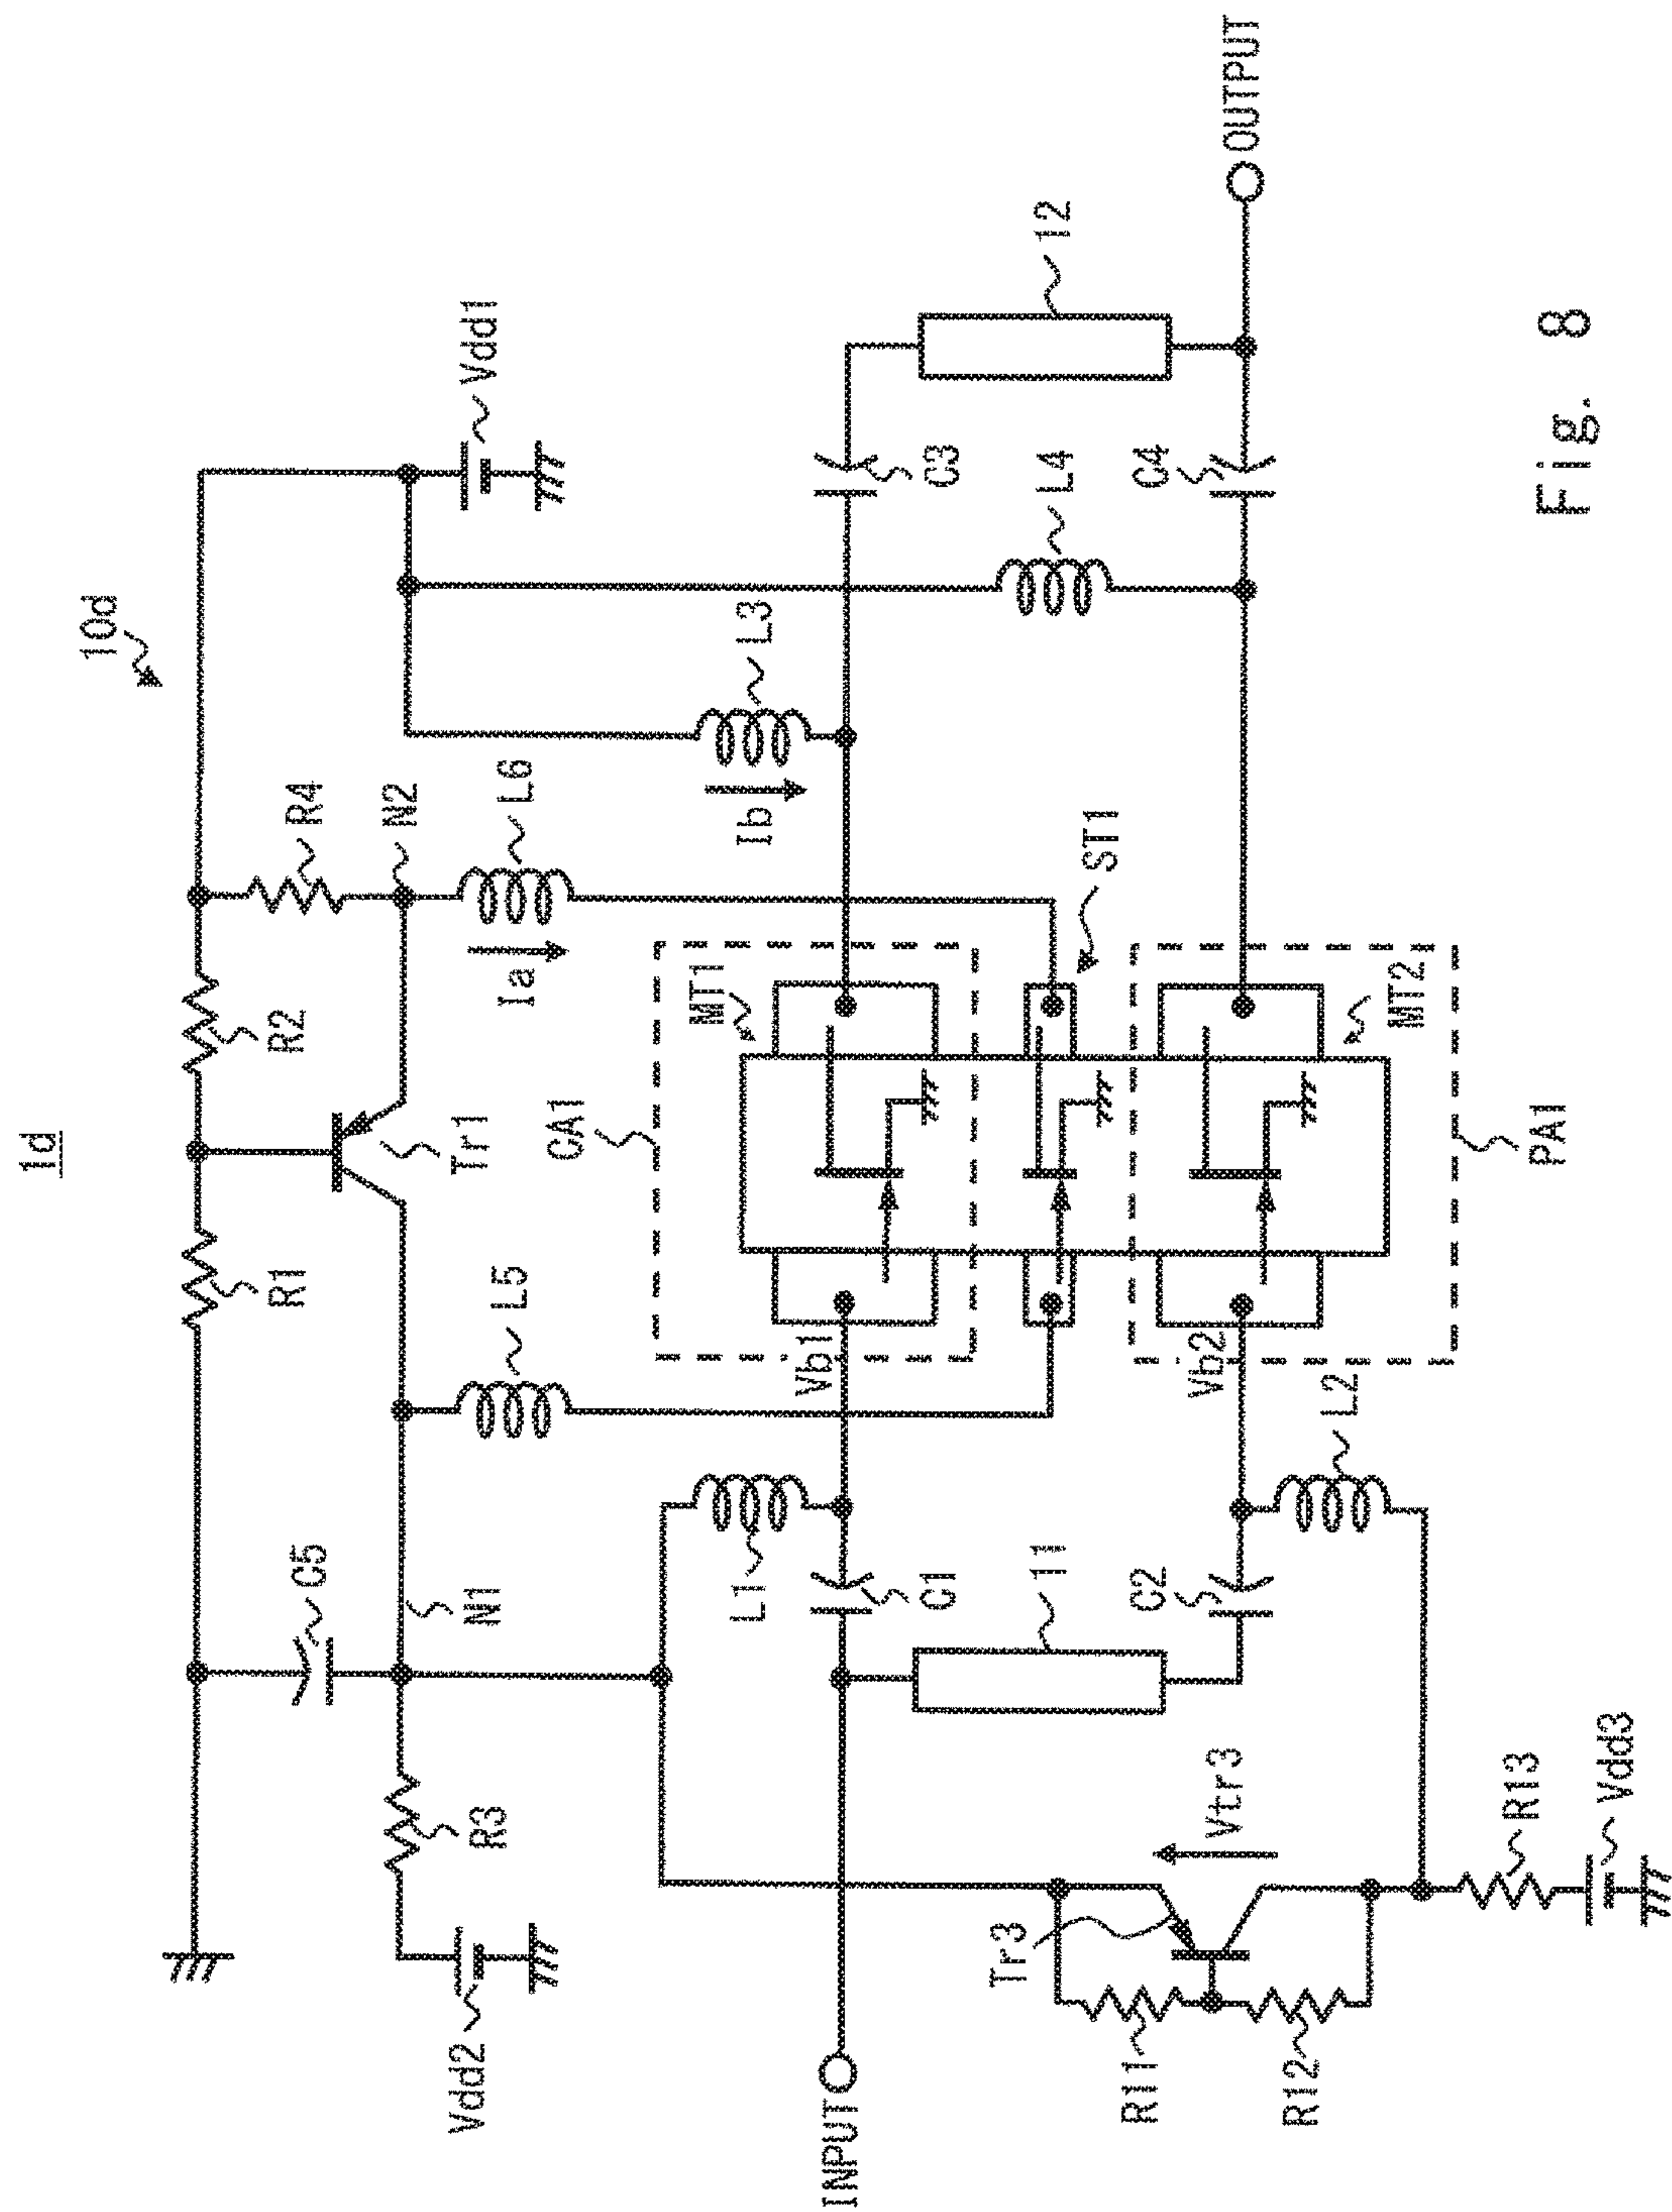 1d
10d
C5
R1
R2
R4
Tr1
N1
N2
Vdd1
Vdd2
R3
L5
L6
Ia
L3
Ib
L1
CA1
MT1
Vb1
INPUT
C1
C3
11
ST1
12
L4
C2
C4
Vb2
MT2
OUTPUT
L2
PA1
Tr3
Vtr3
R11
R12
R13
Vdd3
Fig. 8